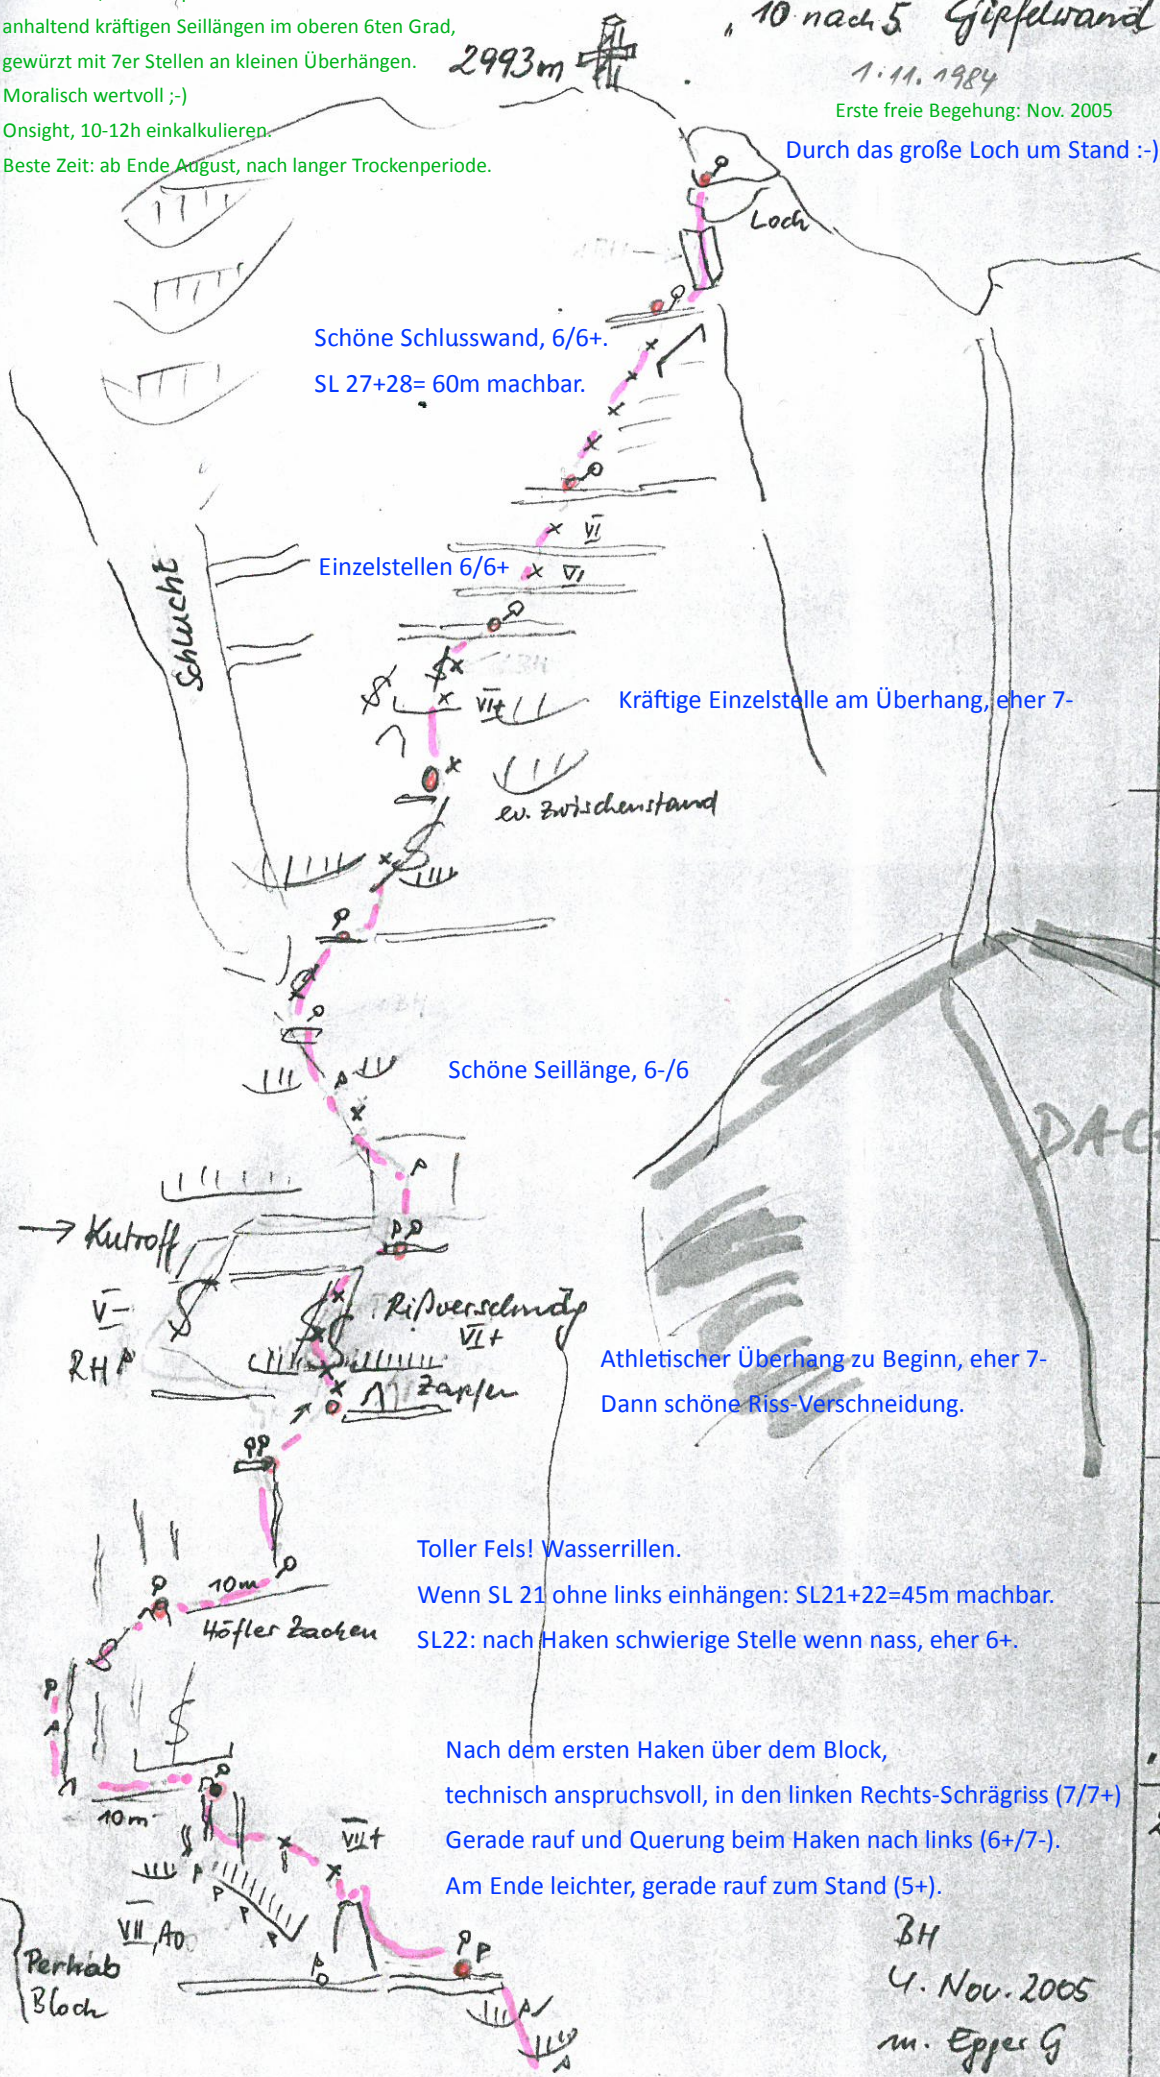 anhaltend kräftigen Seillängen im oberen 6ten Grad,
gewürzt mit 7er Stellen an kleinen Überhängen.
Moralisch wertvoll ;-)
Onsight, 10-12h einkalkulieren.
Beste Zeit: ab Ende August, nach langer Trockenperiode.
2993m
10 nach 5 Gipfelwand
1.11.1984
Erste freie Begehung: Nov. 2005
Durch das große Loch um Stand :-)
Loch
Schöne Schlusswand, 6/6+.
SL 27+28= 60m machbar.
VI
Einzelstellen 6/6+
VI
Schlucht
VI+
Kräftige Einzelstelle am Überhang, eher 7-
ev. Zwischenstand
Schöne Seillänge, 6-/6
DAC
→ Kutroff
V-
RH
Rißverschndg
VI+
Zapfen
Athletischer Überhang zu Beginn, eher 7-
Dann schöne Riss-Verschneidung.
10m
Höfler Zacken
Toller Fels! Wasserrillen.
Wenn SL 21 ohne links einhängen: SL21+22=45m machbar.
SL22: nach Haken schwierige Stelle wenn nass, eher 6+.
10m
VII+
Nach dem ersten Haken über dem Block,
technisch anspruchsvoll, in den linken Rechts-Schrägriss (7/7+)
Gerade rauf und Querung beim Haken nach links (6+/7-).
Am Ende leichter, gerade rauf zum Stand (5+).
VII, A0
Perháb
Block
BH
4. Nov. 2005
m. Egger G